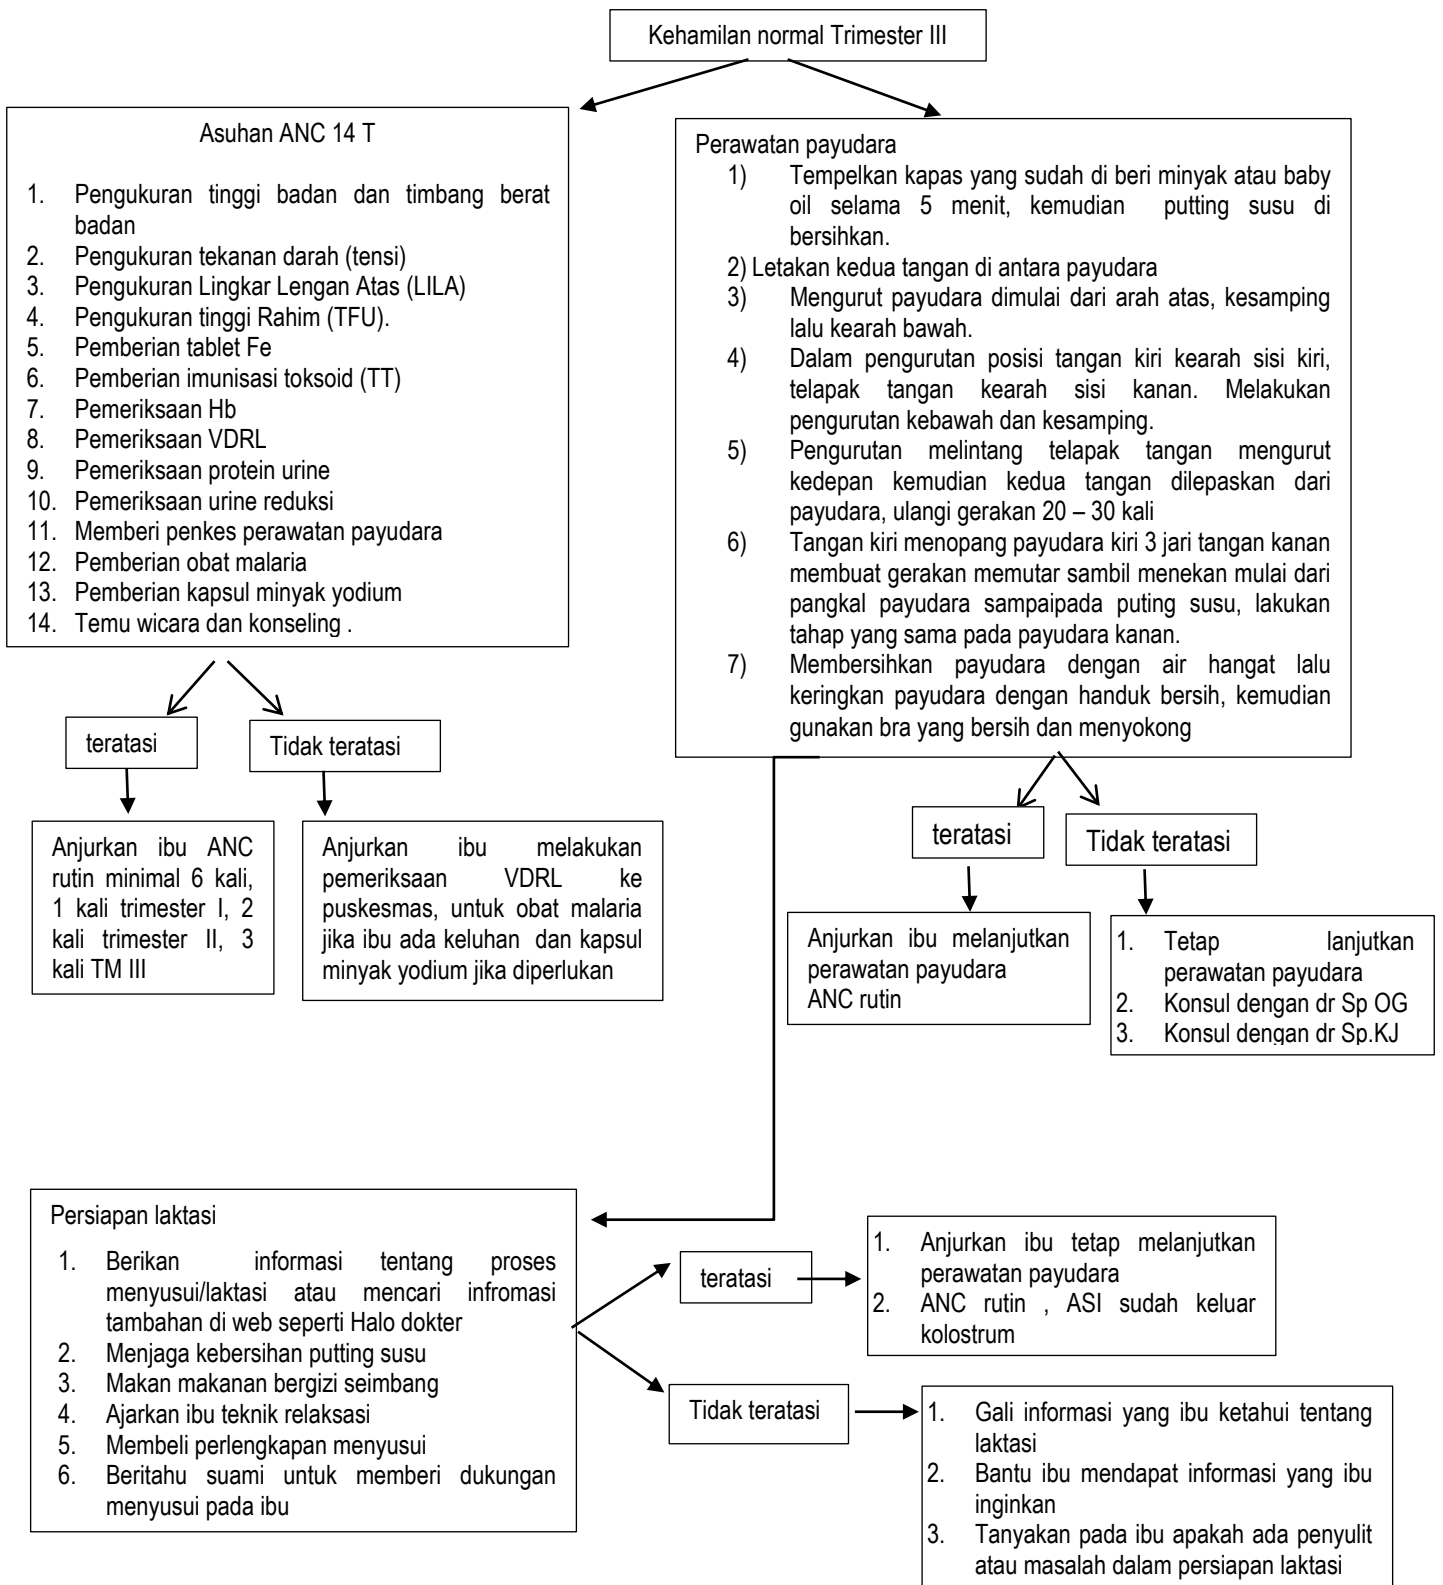 Kehamilan normal Trimester III
Asuhan ANC 14 T
1. Pengukuran tinggi badan dan timbang berat
badan
2. Pengukuran tekanan darah (tensi)
3. Pengukuran Lingkar Lengan Atas (LILA)
4. Pengukuran tinggi Rahim (TFU).
5. Pemberian tablet Fe
6. Pemberian imunisasi toksoid (TT)
7. Pemeriksaan Hb
8. Pemeriksaan VDRL
9. Pemeriksaan protein urine
10. Pemeriksaan urine reduksi
11. Memberi penkes perawatan payudara
12. Pemberian obat malaria
13. Pemberian kapsul minyak yodium
14. Temu wicara dan konseling .
Perawatan payudara
1) Tempelkan kapas yang sudah di beri minyak atau baby
oil selama 5 menit, kemudian putting susu di
bersihkan.
2) Letakan kedua tangan di antara payudara
3) Mengurut payudara dimulai dari arah atas, kesamping
lalu kearah bawah.
4) Dalam pengurutan posisi tangan kiri kearah sisi kiri,
telapak tangan kearah sisi kanan. Melakukan
pengurutan kebawah dan kesamping.
5) Pengurutan melintang telapak tangan mengurut
kedepan kemudian kedua tangan dilepaskan dari
payudara, ulangi gerakan 20 – 30 kali
6) Tangan kiri menopang payudara kiri 3 jari tangan kanan
membuat gerakan memutar sambil menekan mulai dari
pangkal payudara sampaipada puting susu, lakukan
tahap yang sama pada payudara kanan.
7) Membersihkan payudara dengan air hangat lalu
keringkan payudara dengan handuk bersih, kemudian
gunakan bra yang bersih dan menyokong
teratasi
Tidak teratasi
Anjurkan ibu ANC
rutin minimal 6 kali,
1 kali trimester I, 2
kali trimester II, 3
kali TM III
Anjurkan ibu melakukan
pemeriksaan VDRL ke
puskesmas, untuk obat malaria
jika ibu ada keluhan dan kapsul
minyak yodium jika diperlukan
teratasi
Tidak teratasi
Anjurkan ibu melanjutkan
perawatan payudara
ANC rutin
1. Tetap lanjutkan
perawatan payudara
2. Konsul dengan dr Sp OG
3. Konsul dengan dr Sp.KJ
Persiapan laktasi
1. Berikan informasi tentang proses
menyusui/laktasi atau mencari infromasi
tambahan di web seperti Halo dokter
2. Menjaga kebersihan putting susu
3. Makan makanan bergizi seimbang
4. Ajarkan ibu teknik relaksasi
5. Membeli perlengkapan menyusui
6. Beritahu suami untuk memberi dukungan
menyusui pada ibu
teratasi
1. Anjurkan ibu tetap melanjutkan
perawatan payudara
2. ANC rutin , ASI sudah keluar
kolostrum
Tidak teratasi
1. Gali informasi yang ibu ketahui tentang
laktasi
2. Bantu ibu mendapat informasi yang ibu
inginkan
3. Tanyakan pada ibu apakah ada penyulit
atau masalah dalam persiapan laktasi